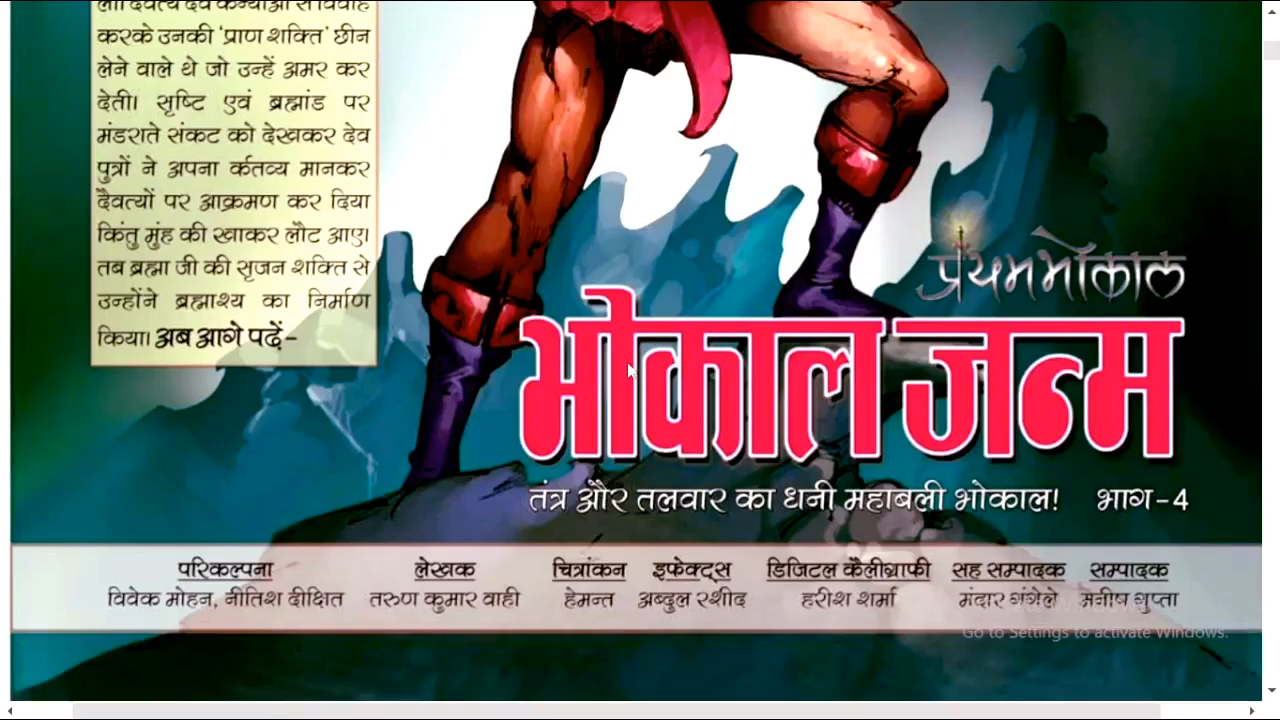 करके उनकी 'प्राण शक्ति' छीन
लेने वाले थे जो उन्हें अमर कर
देती। सृष्टि एवं ब्रह्मांड पर
मंडराते संकट को देखकर देव
पुत्रों ने अपना र्कतव्य मानकर
दैवत्यों पर आक्रमण कर दिया
किंतु मुंह की खाकर लौट आए।
तब ब्रह्मा जी की सृजन शक्ति से
उन्होंने ब्रह्माश्य का निर्माण
किया। अब आगे पढ़ें-
प्रथम भोकाल
भोकाल जन्म
तंत्र और तलवार का धनी महाबली भोकाल! भाग-4
परिकल्पना लेखक चित्रांकन इफेक्ट्स डिजिटल कैलीग्राफी सह सम्पादक सम्पादक
विवेक मोहन, नीतिश दीक्षित तरुण कुमार वाही हेमन्त अब्दुल रशीद हरीश शर्मा मंदार गंगेले मनीष गुप्ता
Go to Settings to activate Windows.